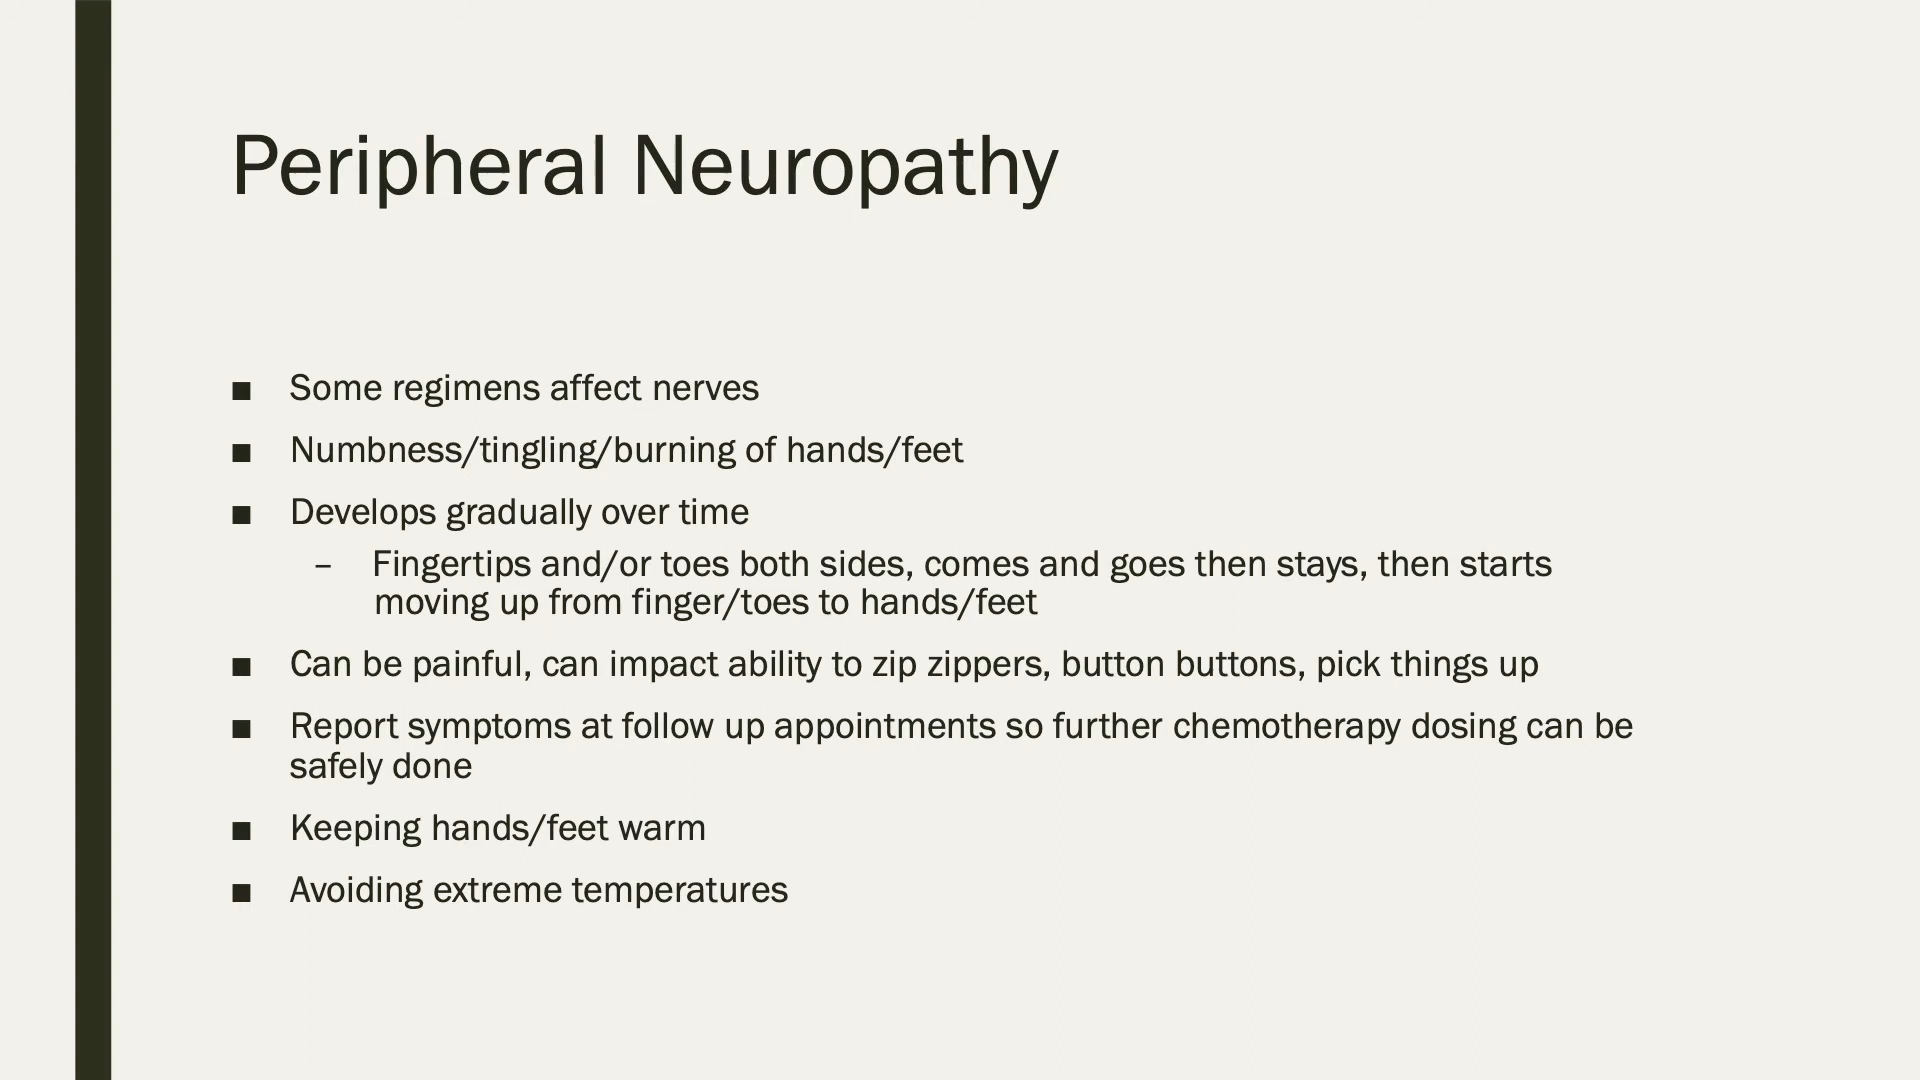 Peripheral Neuropathy
■ Some regimens affect nerves
■ Numbness/tingling/burning of hands/feet
■ Develops gradually over time
– Fingertips and/or toes both sides, comes and goes then stays, then starts
moving up from finger/toes to hands/feet
■ Can be painful, can impact ability to zip zippers, button buttons, pick things up
■ Report symptoms at follow up appointments so further chemotherapy dosing can be
safely done
■ Keeping hands/feet warm
■ Avoiding extreme temperatures